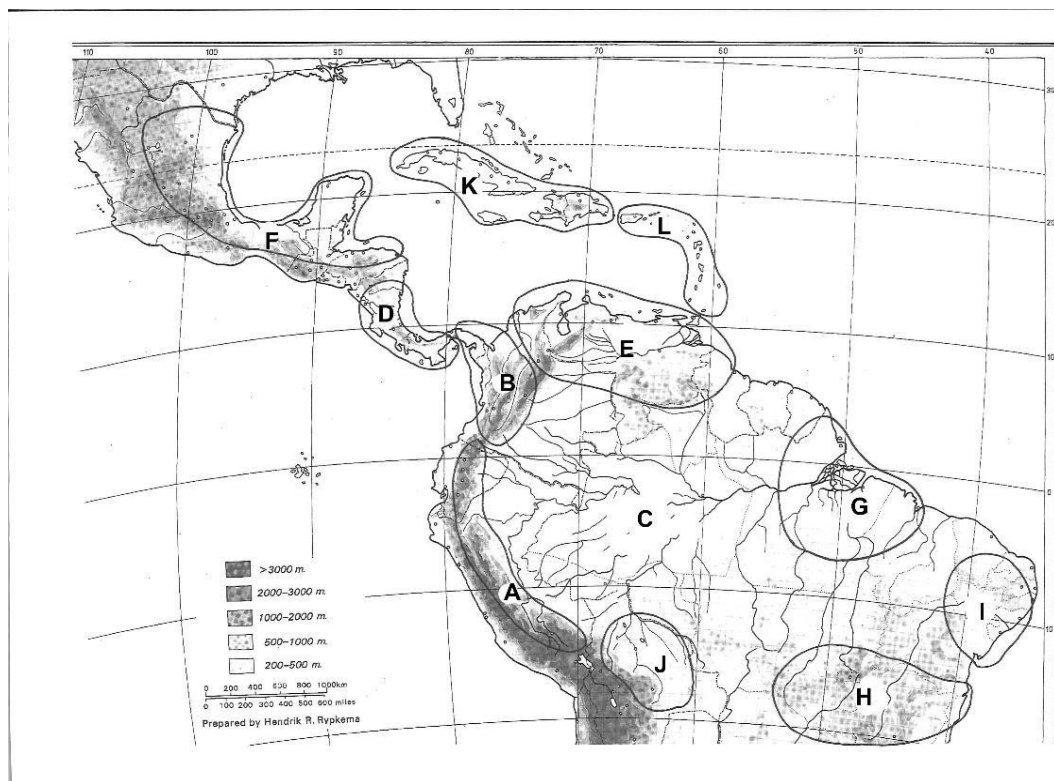 110 100 90 80 70 60 50 40
30
K
20
L
F
D
E
10
B
C
0
G
>3000 m.
2000–3000 m.
A
I
1000–2000 m.
500–1000 m.
10
200–500 m.
J
H
0 200 400 600 800 1000km
0 100 200 300 400 500 600 miles
Prepared by Hendrik R. Rypkema